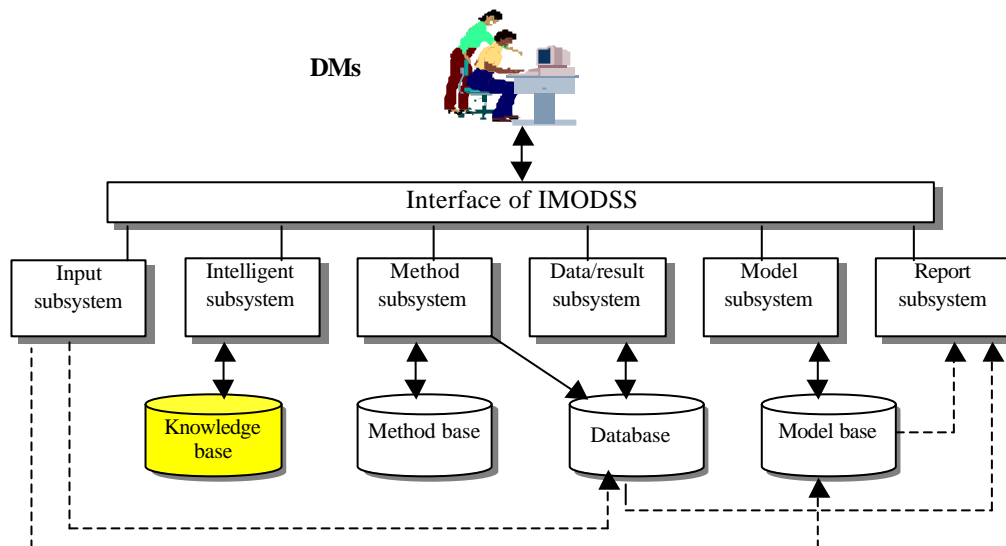 DMs
Interface of IMODSS
Input
subsystem
Intelligent
subsystem
Method
subsystem
Data/result
subsystem
Model
subsystem
Report
subsystem
Knowledge
base
Method base
Database
Model base